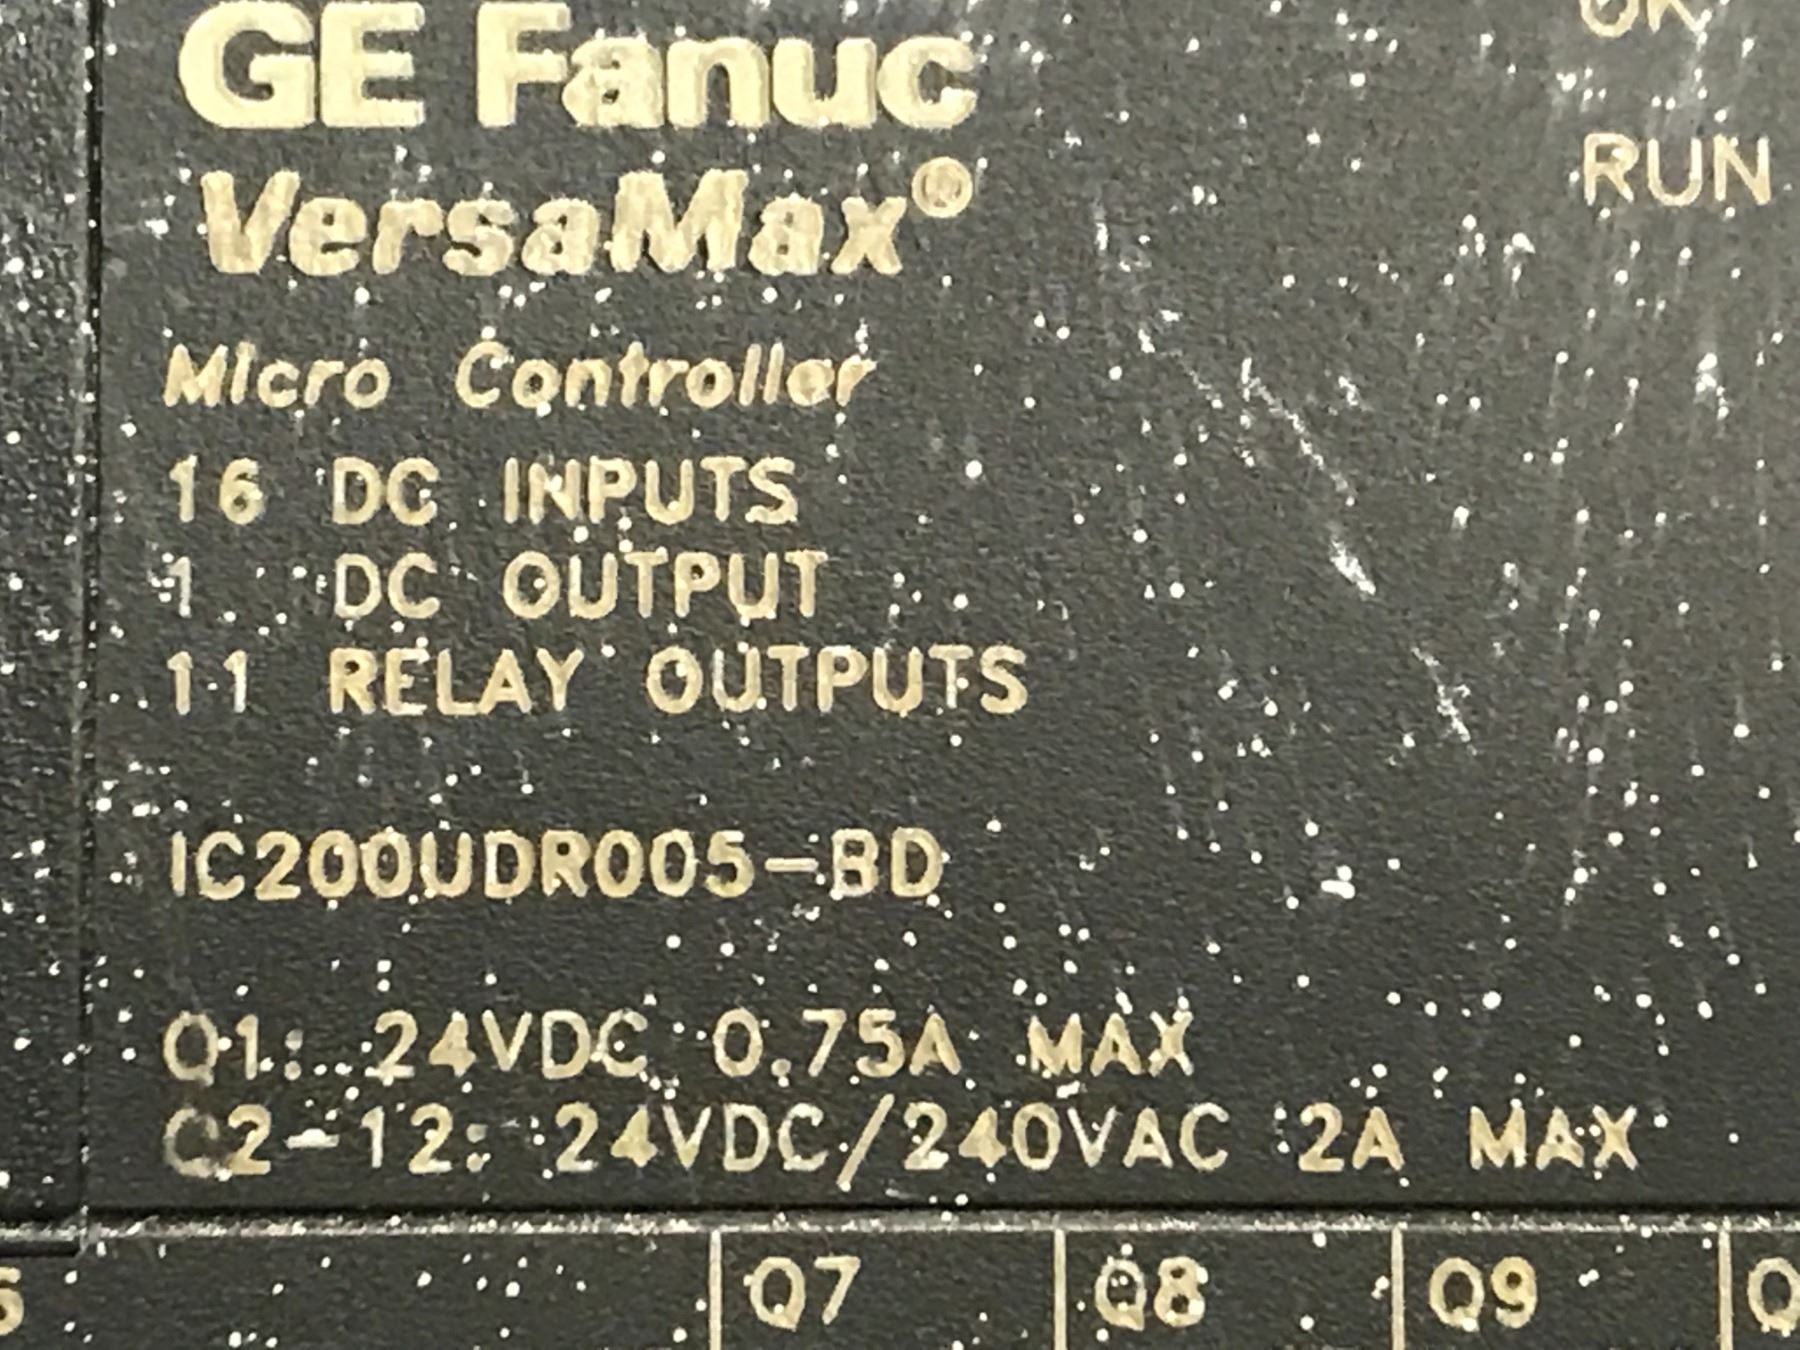 GE Fanuc
VersaMax®
OK
RUN
Micro Controller
16 DC INPUTS
1 DC OUTPUT
11 RELAY OUTPUTS
IC200UDR005-BD
Q1: 24VDC 0.75A MAX
Q2-12: 24VDC/240VAC 2A MAX
Q7 Q8 Q9